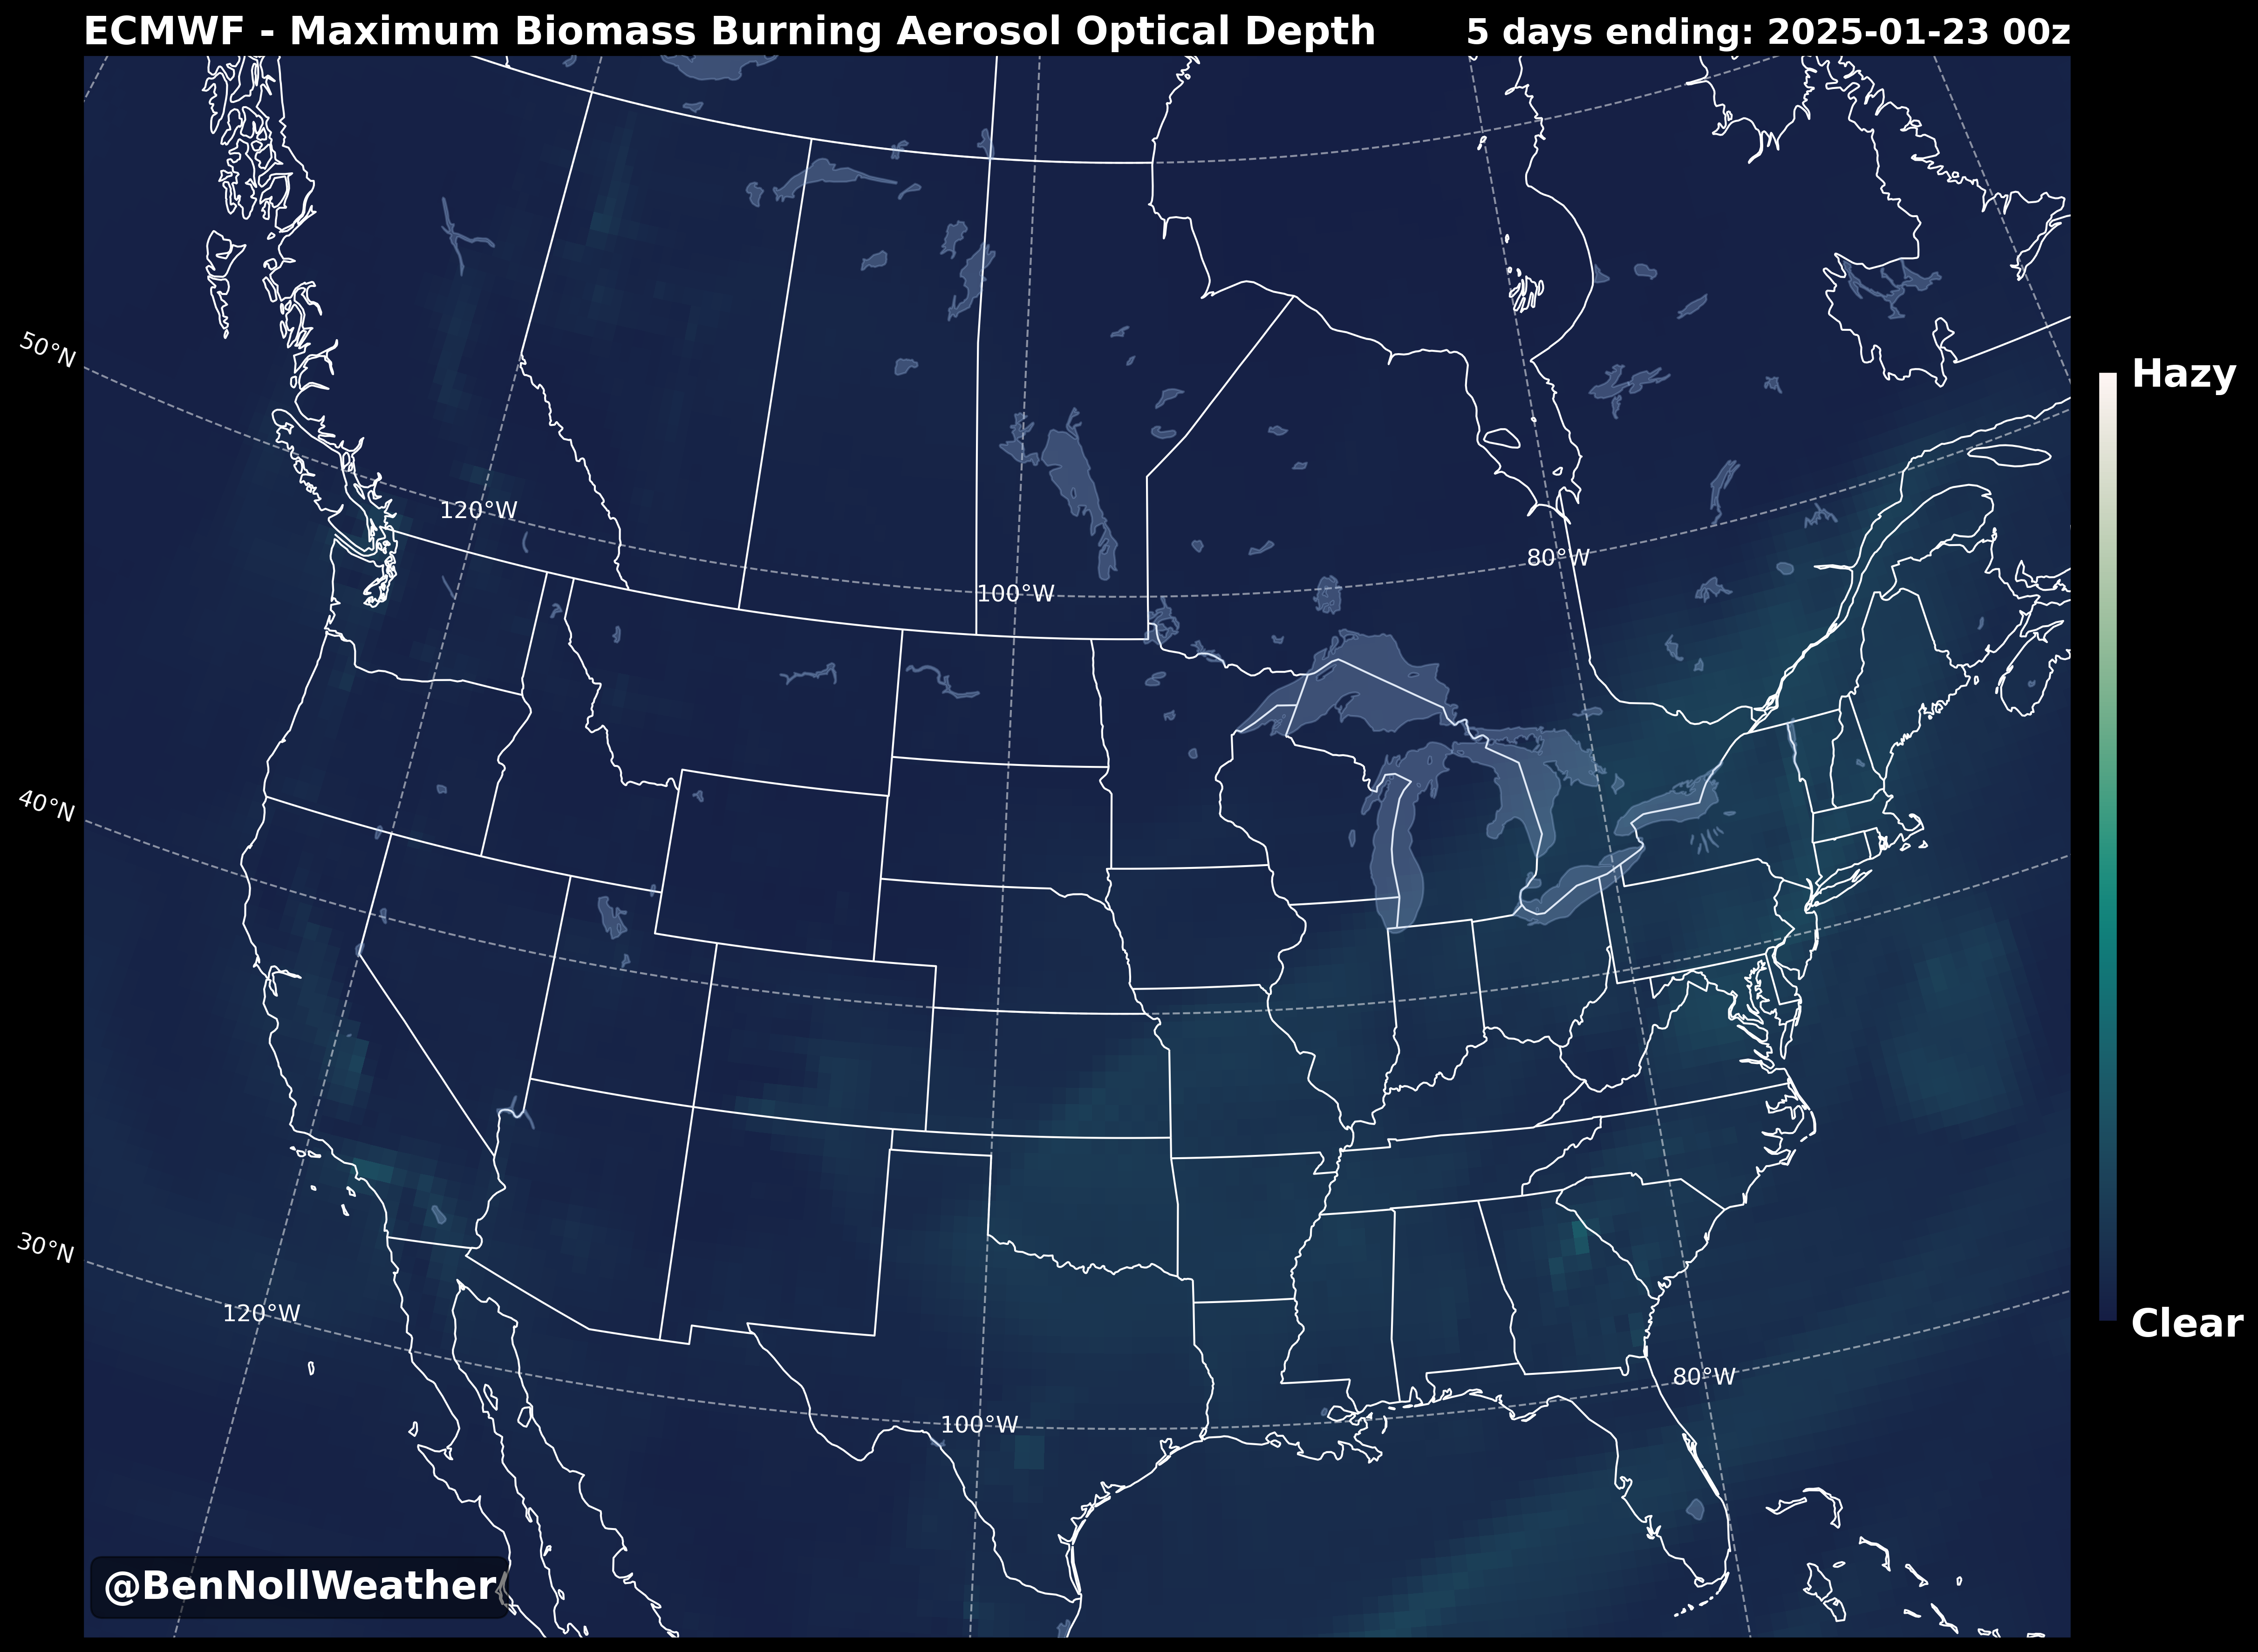 ECMWF - Maximum Biomass Burning Aerosol Optical Depth
5 days ending: 2025-01-23 00z
50°N
Hazy
120°W
80°W
100°W
40°N
30°N
120°W
Clear
80°W
100°W
@BenNollWeather